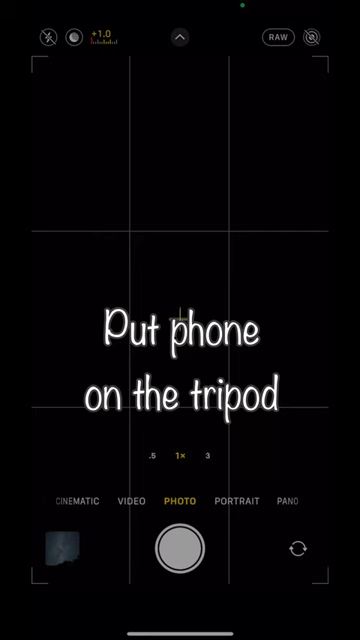 +1.0
RAW
Put phone
on the tripod
.5 1× 3
CINEMATIC VIDEO PHOTO PORTRAIT PANO